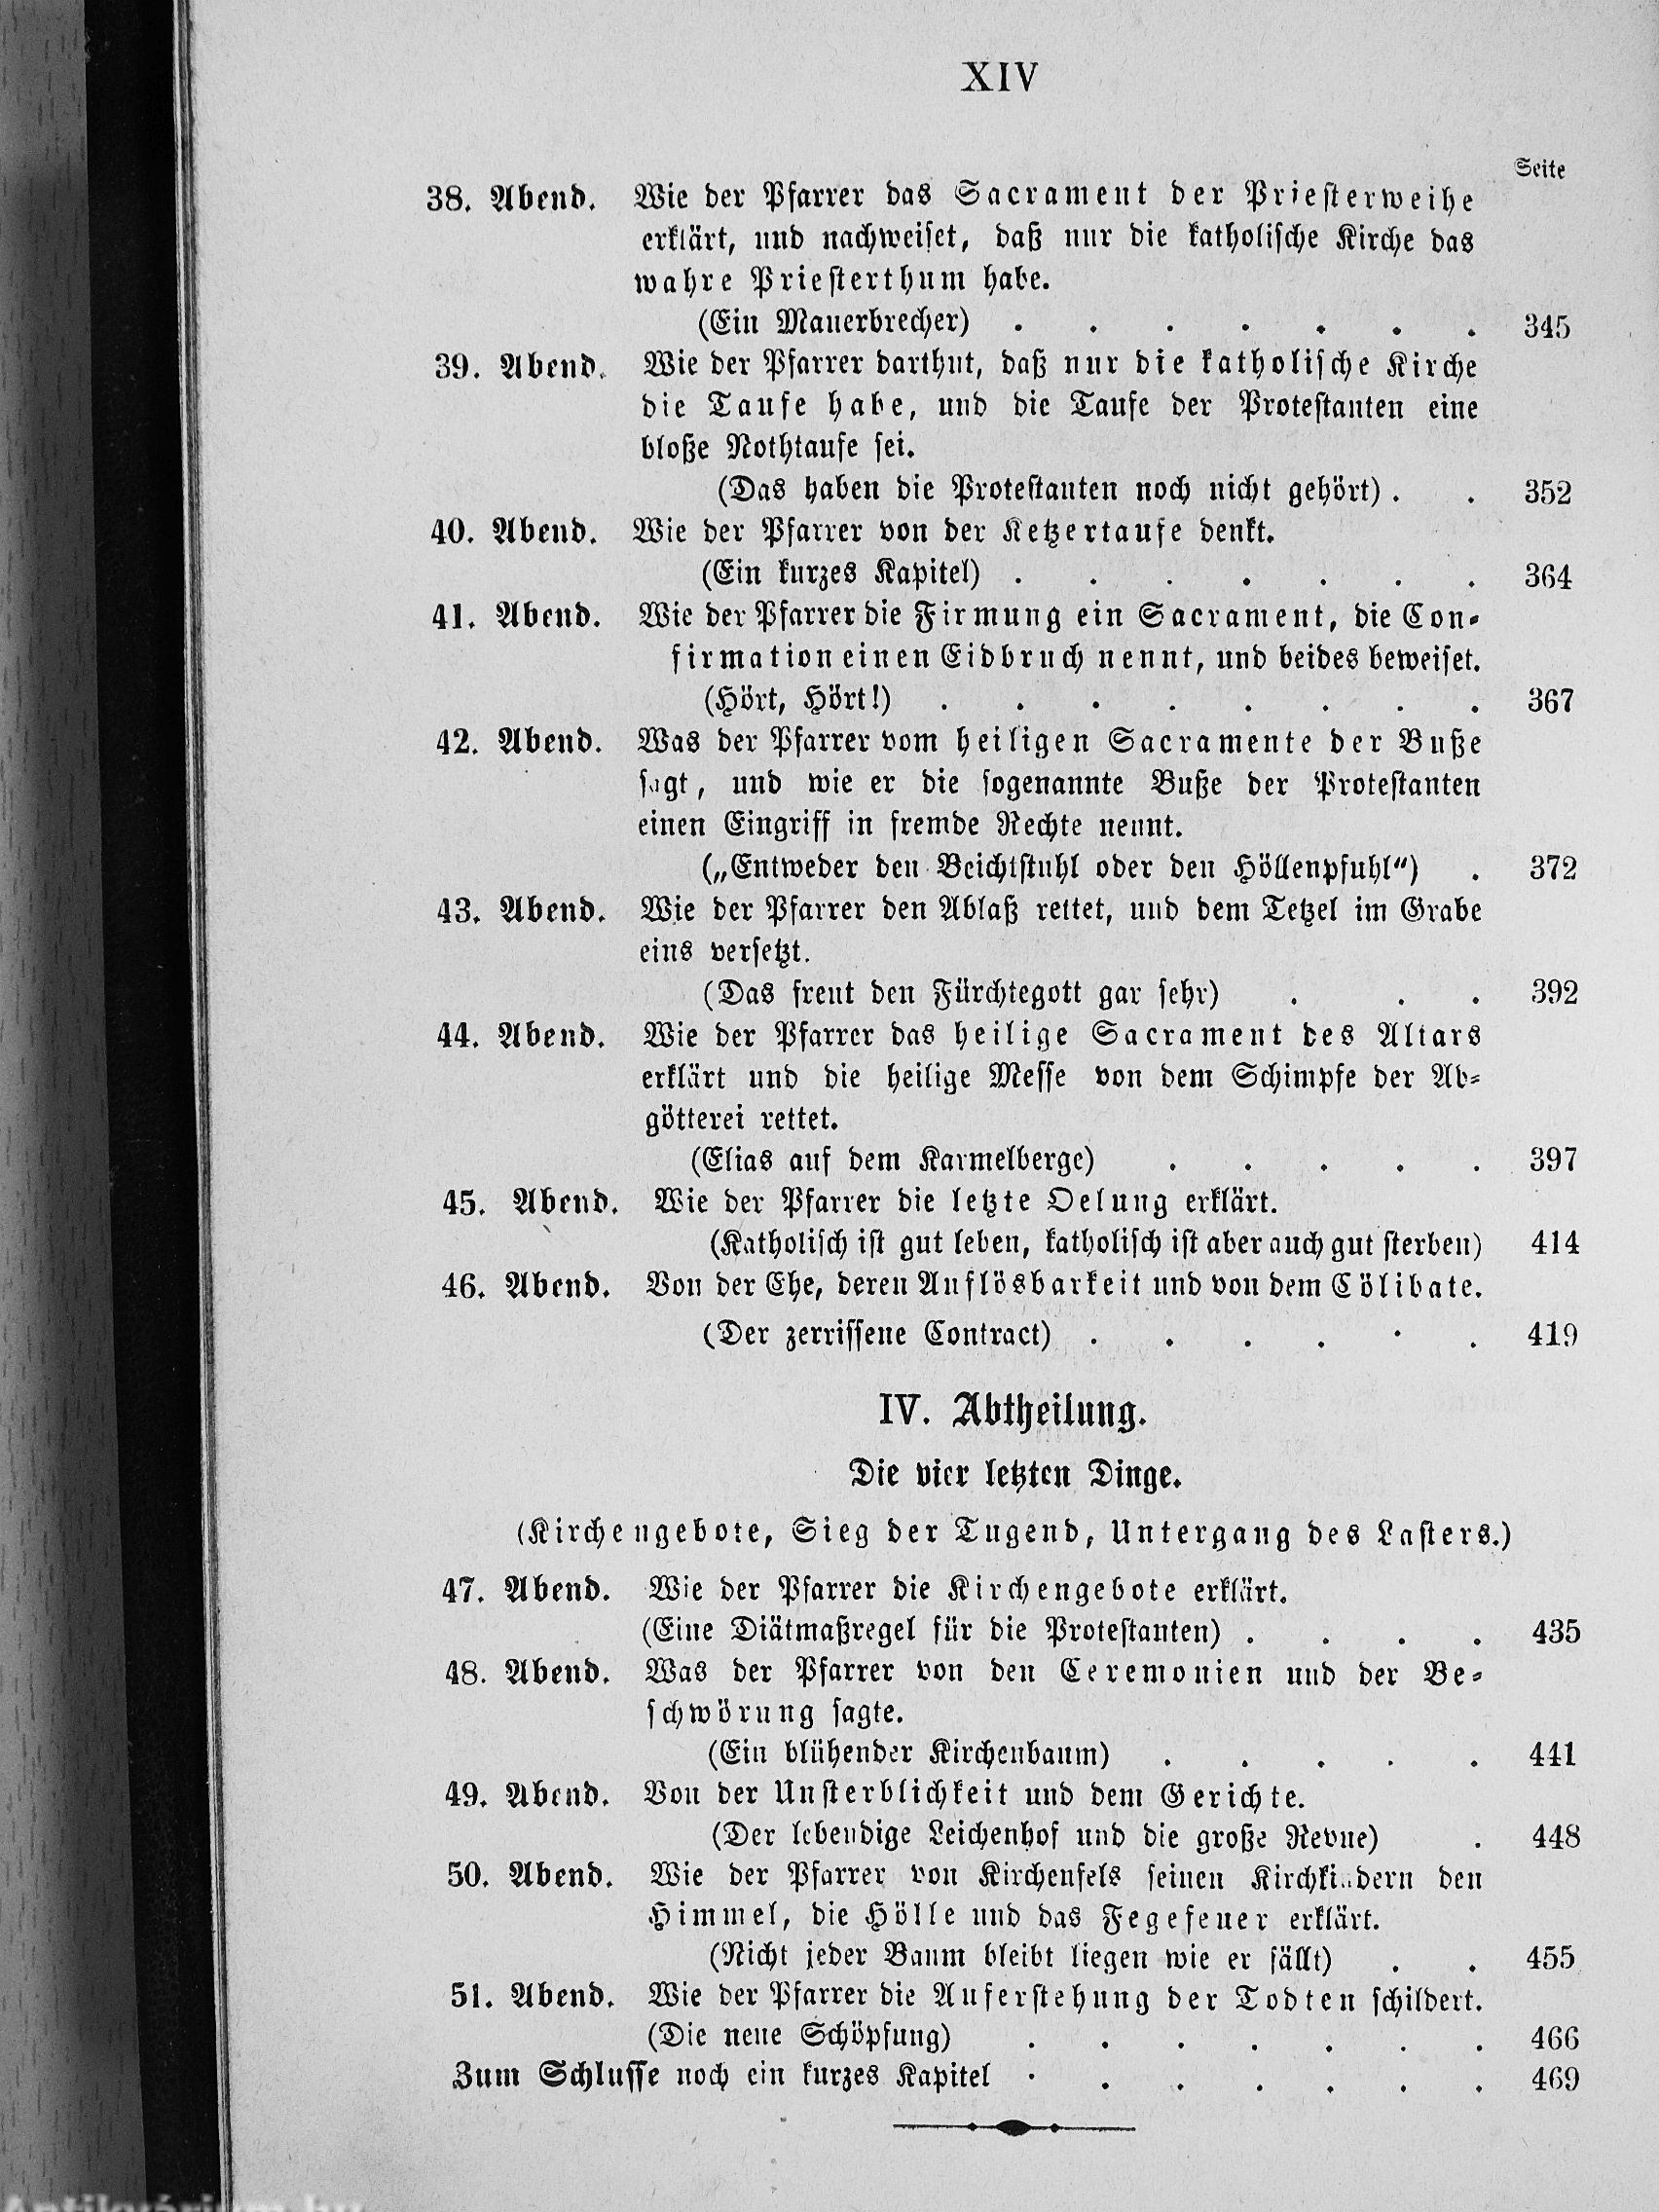 XIV
Seite
38. Abend. Wie der Pfarrer das Sacrament der Priesterweihe
erklärt, und nachweiset, daß nur die katholische Kirche das
wahre Priesterthum habe.
(Ein Mauerbrecher) . . . . . . . 345
39. Abend. Wie der Pfarrer darthut, daß nur die katholische Kirche
die Taufe habe, und die Taufe der Protestanten eine
bloße Nothtaufe sei.
(Das haben die Protestanten noch nicht gehört) . . 352
40. Abend. Wie der Pfarrer von der Ketzertaufe denkt.
(Ein kurzes Kapitel) . . . . . . . 364
41. Abend. Wie der Pfarrer die Firmung ein Sacrament, die Con-
firmation einen Eidbruch nennt, und beides beweiset.
(Hört, Hört!) . . . . . . . . 367
42. Abend. Was der Pfarrer vom heiligen Sacramente der Buße
sagt, und wie er die sogenannte Buße der Protestanten
einen Eingriff in fremde Rechte nennt.
(„Entweder den Beichtstuhl oder den Höllenpfuhl“) . 372
43. Abend. Wie der Pfarrer den Ablaß rettet, und dem Tetzel im Grabe
eins versetzt.
(Das freut den Fürchtegott gar sehr) . . . 392
44. Abend. Wie der Pfarrer das heilige Sacrament des Altars
erklärt und die heilige Messe von dem Schimpfe der Ab-
götterei rettet.
(Elias auf dem Karmelberge) . . . . . 397
45. Abend. Wie der Pfarrer die letzte Oelung erklärt.
(Katholisch ist gut leben, katholisch ist aber auch gut sterben) 414
46. Abend. Von der Ehe, deren Auflösbarkeit und von dem Cölibate.
(Der zerrissene Contract) . . . . . . 419
IV. Abtheilung.
Die vier letzten Dinge.
(Kirchengebote, Sieg der Tugend, Untergang des Lasters.)
47. Abend. Wie der Pfarrer die Kirchengebote erklärt.
(Eine Diätmaßregel für die Protestanten) . . . . 435
48. Abend. Was der Pfarrer von den Ceremonien und der Be-
schwörung sagte.
(Ein blühender Kirchenbaum) . . . . . 441
49. Abend. Von der Unsterblichkeit und dem Gerichte.
(Der lebendige Leichenhof und die große Revue) . 448
50. Abend. Wie der Pfarrer von Kirchenfels seinen Kirchkindern den
Himmel, die Hölle und das Fegefeuer erklärt.
(Nicht jeder Baum bleibt liegen wie er fällt) . . 455
51. Abend. Wie der Pfarrer die Auferstehung der Todten schildert.
(Die neue Schöpfung) . . . . . . . 466
Zum Schlusse noch ein kurzes Kapitel . . . . . . . 469